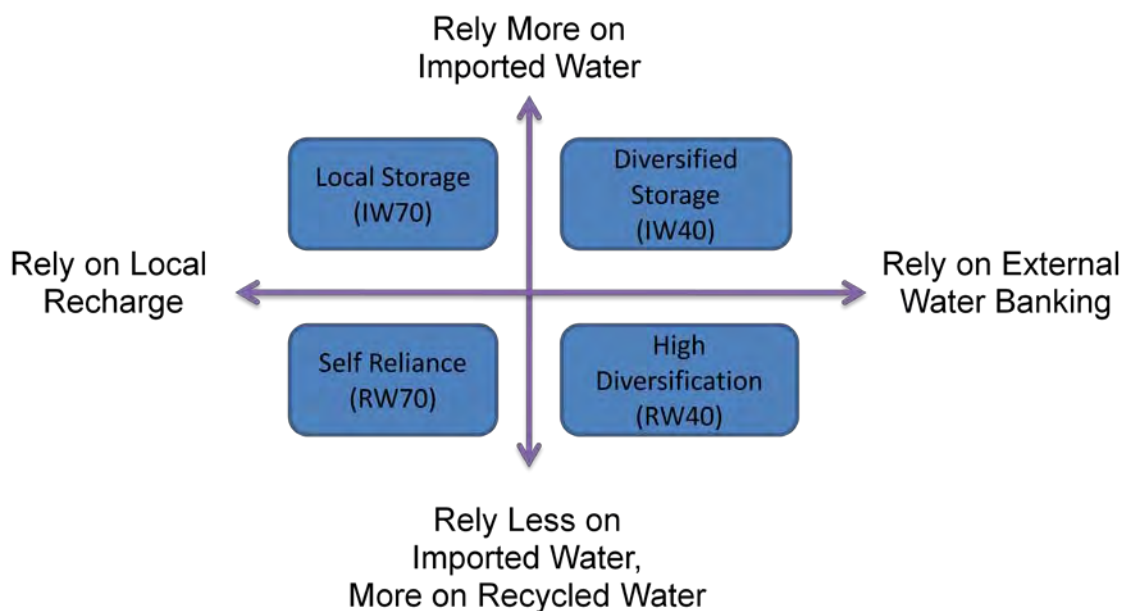 Rely More on
Imported Water
Local Storage
(IW70)
Diversified
Storage
(IW40)
Rely on Local
Recharge
Rely on External
Water Banking
Self Reliance
(RW70)
High
Diversification
(RW40)
Rely Less on
Imported Water,
More on Recycled Water